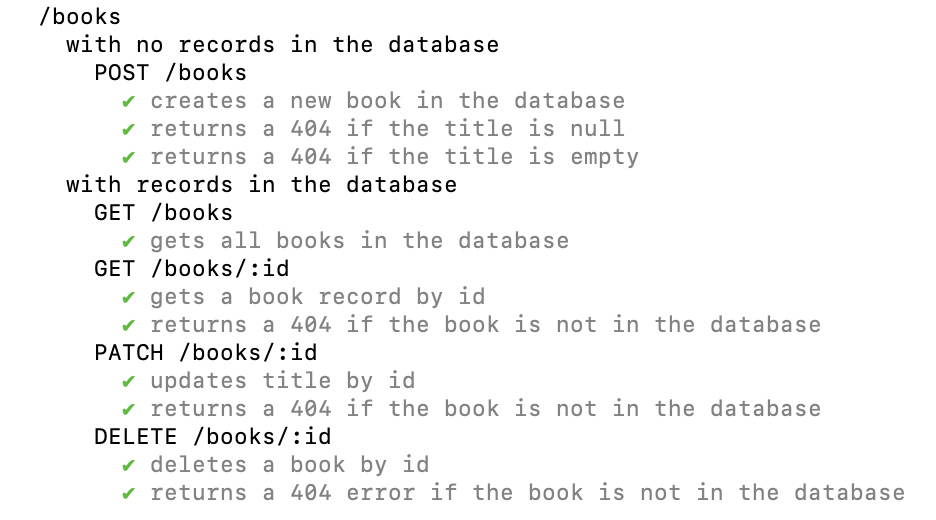 /books
with no records in the database
POST /books
✔ creates a new book in the database
✔ returns a 404 if the title is null
✔ returns a 404 if the title is empty
with records in the database
GET /books
✔ gets all books in the database
GET /books/:id
✔ gets a book record by id
✔ returns a 404 if the book is not in the database
PATCH /books/:id
✔ updates title by id
✔ returns a 404 if the book is not in the database
DELETE /books/:id
✔ deletes a book by id
✔ returns a 404 error if the book is not in the database